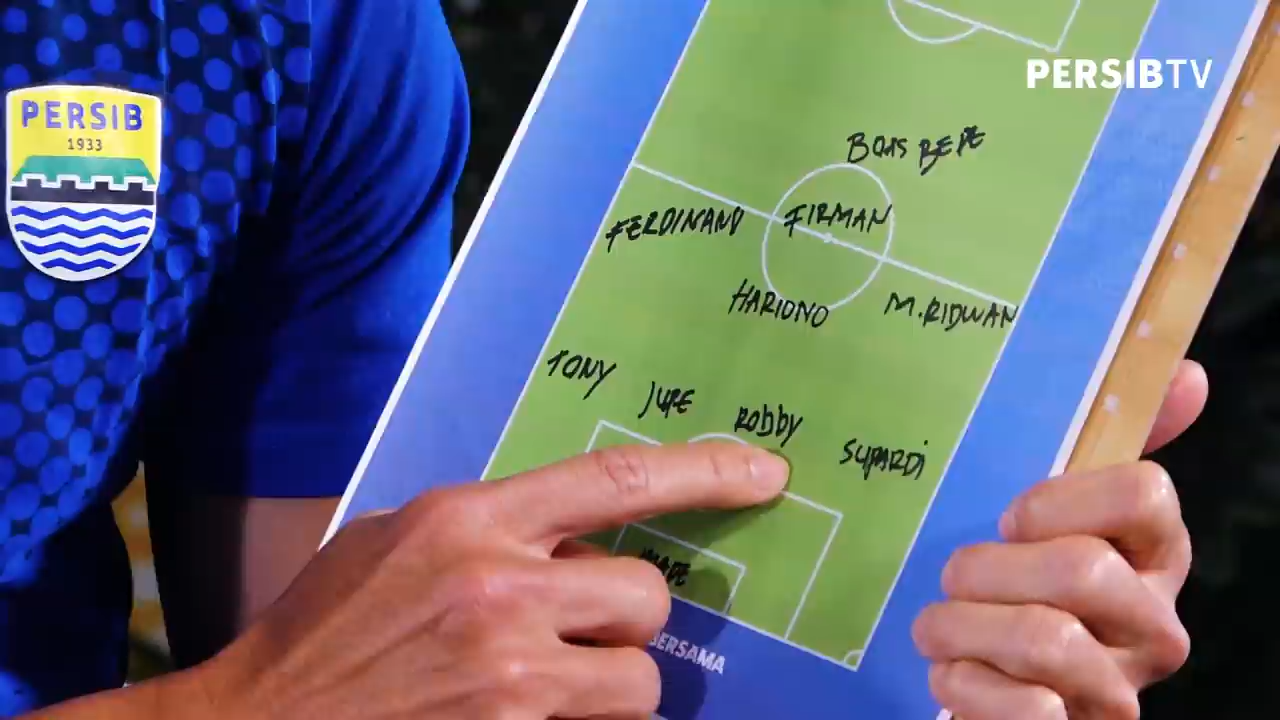 PERSIB
1933
PERSIBTV
BOAS BEPE
FERDINAND
FIRMAN
HARIONO
M.RIDWAN
TONY
JUPE
RObby
SUPARDi
MADE
BERSAMA